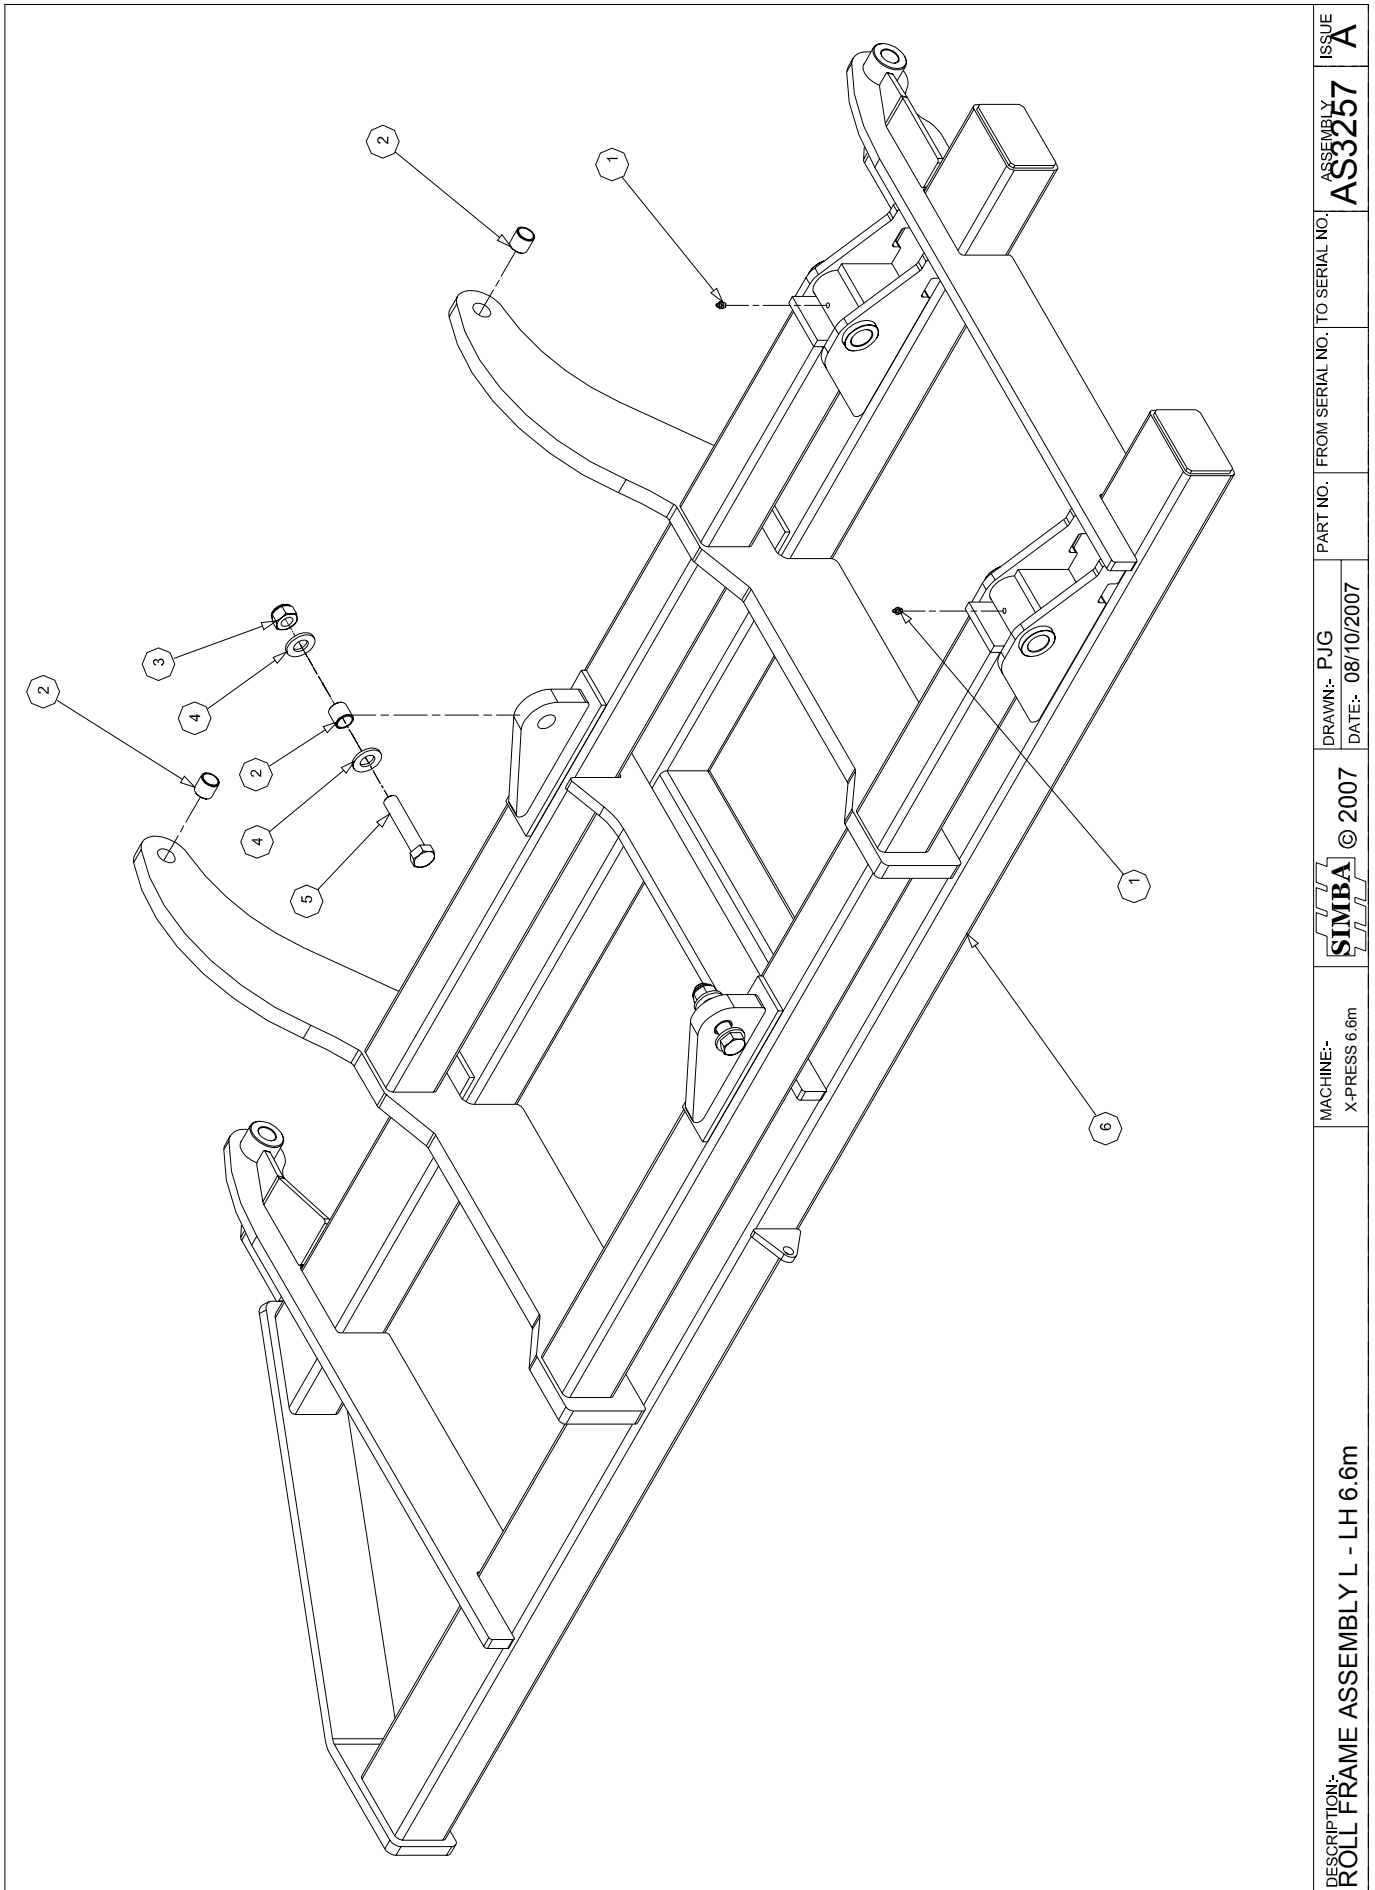 2
1
2
3
4
2
4
5
1
6
DESCRIPTION:-
ROLL FRAME ASSEMBLY L - LH 6.6m
MACHINE:-
X-PRESS 6.6m
SIMBA © 2007
DRAWN:- PJG
DATE:- 08/10/2007
PART NO.
FROM SERIAL NO.
TO SERIAL NO.
ASSEMBLY
AS3257
ISSUE
A